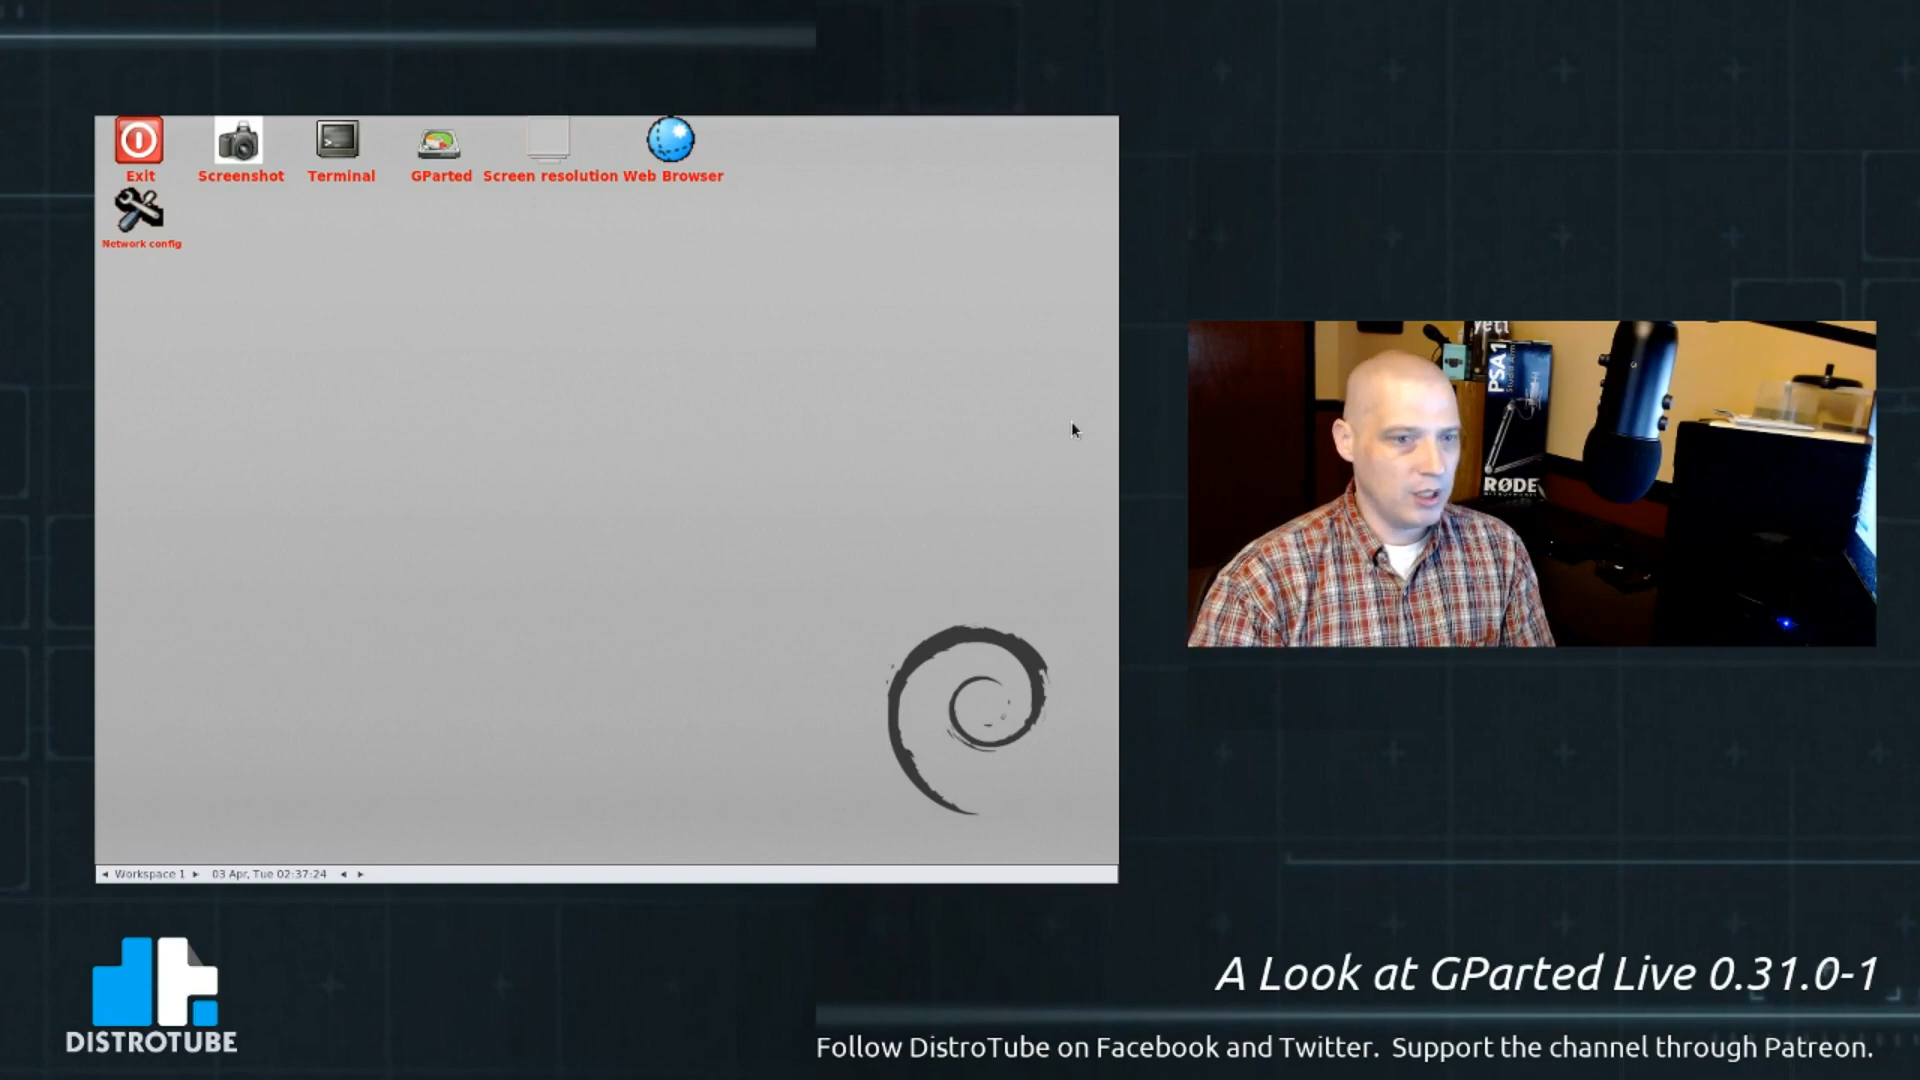 Exit
Screenshot
Terminal
GParted
Screen resolution
Web Browser
Network config
yeti
PSA1
RØDE
◂ Workspace 1 ▸ 03 Apr, Tue 02:37:24 ◂ ▸
DISTROTUBE
A Look at GParted Live 0.31.0-1
Follow DistroTube on Facebook and Twitter. Support the channel through Patreon.